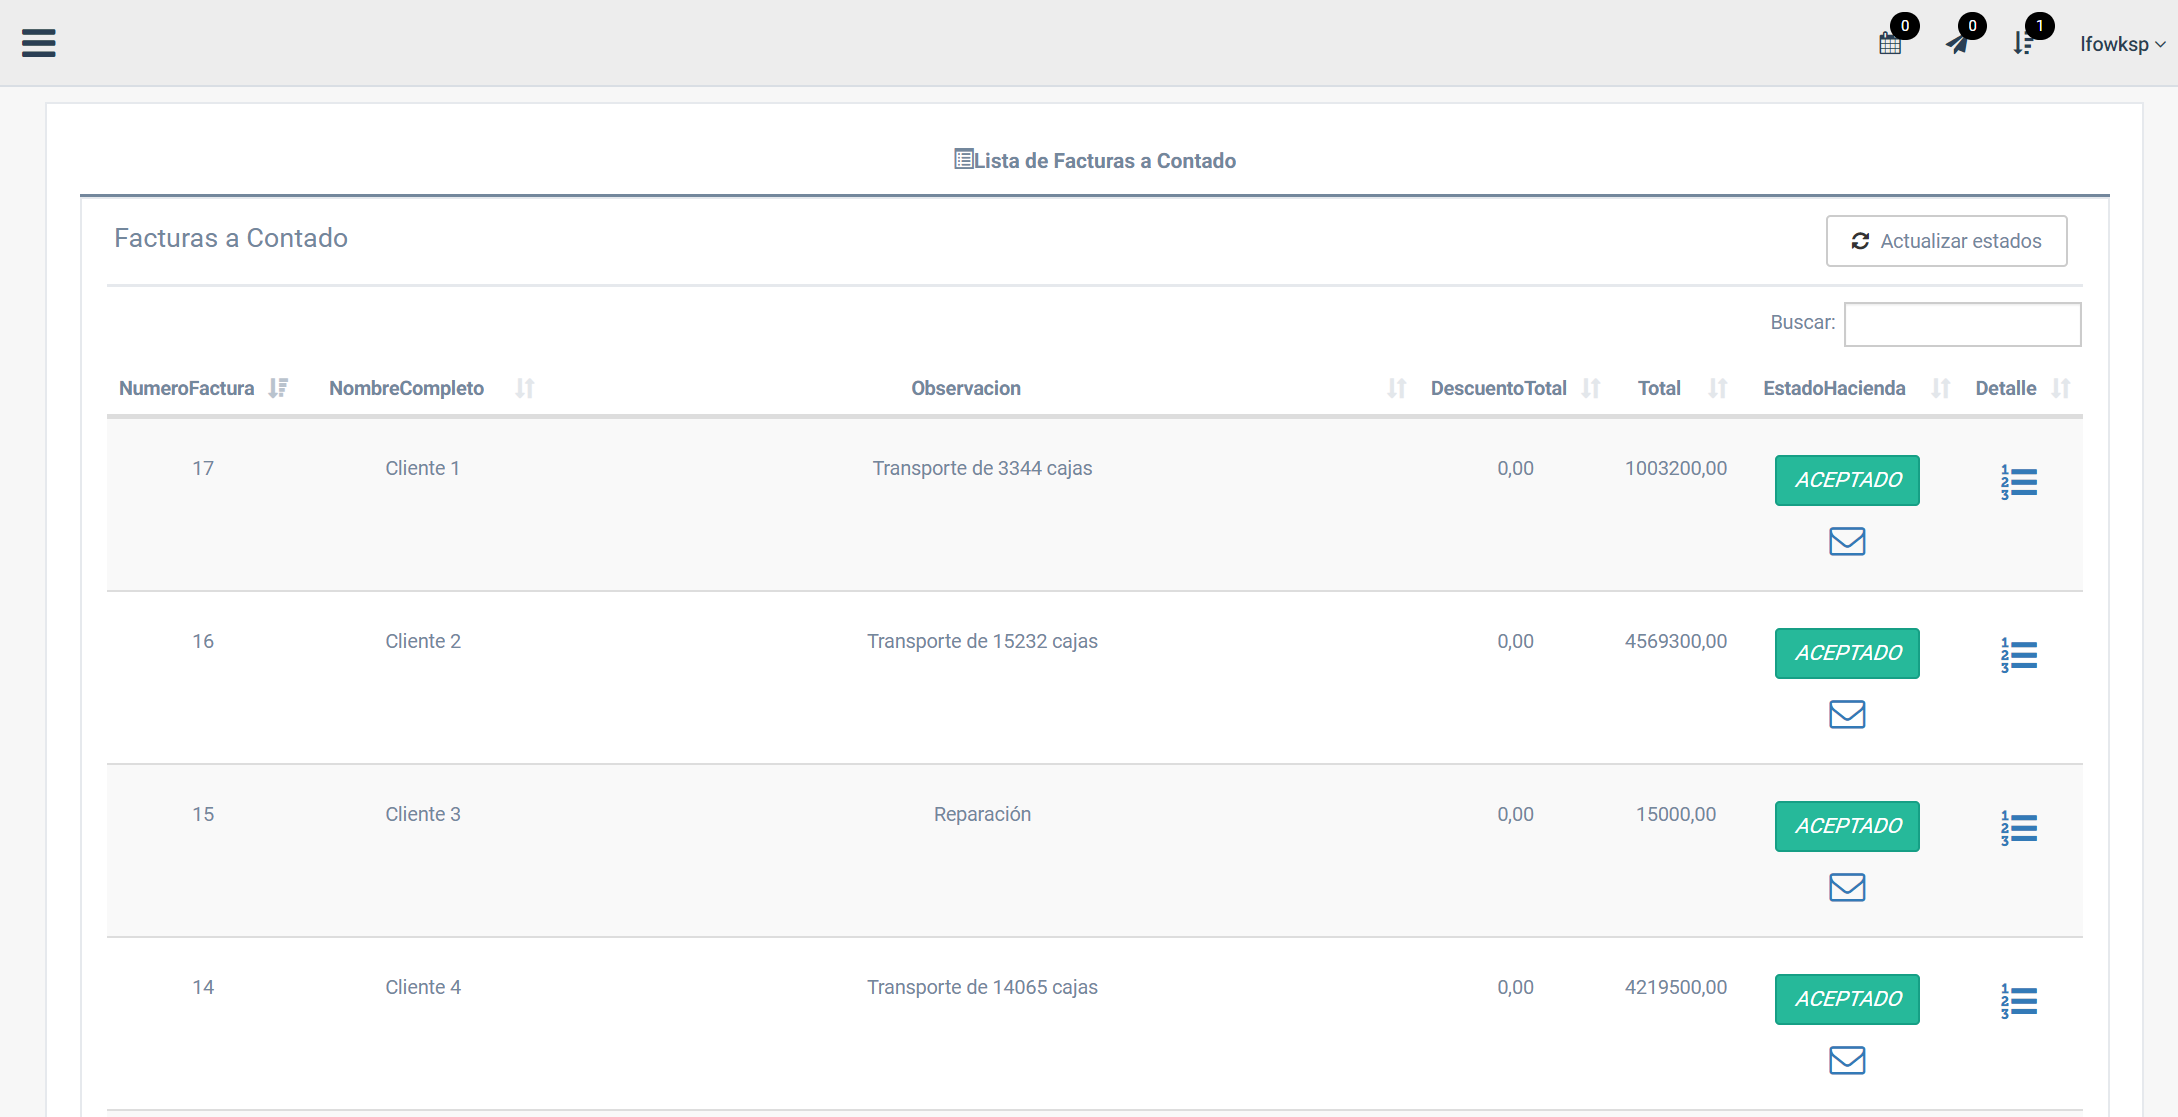 0 0 1 lfowksp
Lista de Facturas a Contado
Facturas a Contado Actualizar estados
Buscar:
NumeroFactura NombreCompleto Observacion DescuentoTotal Total EstadoHacienda Detalle
17 Cliente 1 Transporte de 3344 cajas 0,00 1003200,00 ACEPTADO
16 Cliente 2 Transporte de 15232 cajas 0,00 4569300,00 ACEPTADO
15 Cliente 3 Reparación 0,00 15000,00 ACEPTADO
14 Cliente 4 Transporte de 14065 cajas 0,00 4219500,00 ACEPTADO